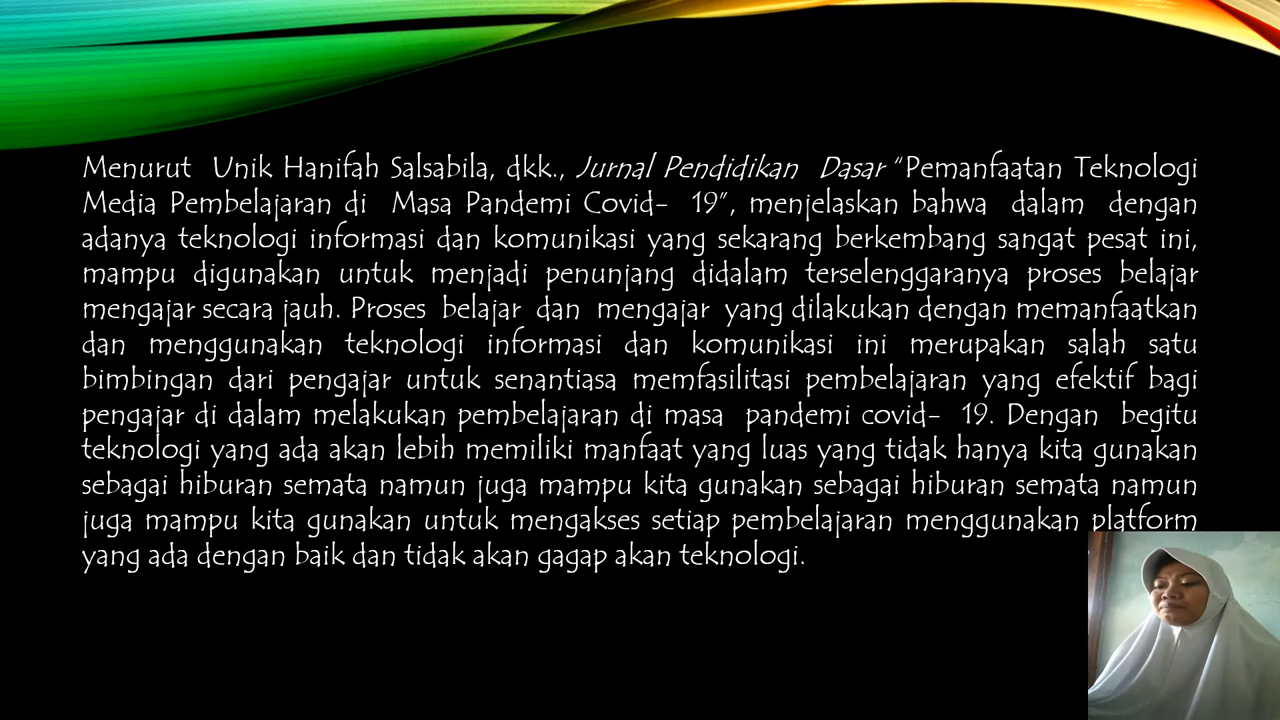 Menurut Unik Hanifah Salsabila, dkk., Jurnal Pendidikan Dasar “Pemanfaatan Teknologi
Media Pembelajaran di Masa Pandemi Covid- 19”, menjelaskan bahwa dalam dengan
adanya teknologi informasi dan komunikasi yang sekarang berkembang sangat pesat ini,
mampu digunakan untuk menjadi penunjang didalam terselenggaranya proses belajar
mengajar secara jauh. Proses belajar dan mengajar yang dilakukan dengan memanfaatkan
dan menggunakan teknologi informasi dan komunikasi ini merupakan salah satu
bimbingan dari pengajar untuk senantiasa memfasilitasi pembelajaran yang efektif bagi
pengajar di dalam melakukan pembelajaran di masa pandemi covid- 19. Dengan begitu
teknologi yang ada akan lebih memiliki manfaat yang luas yang tidak hanya kita gunakan
sebagai hiburan semata namun juga mampu kita gunakan sebagai hiburan semata namun
juga mampu kita gunakan untuk mengakses setiap pembelajaran menggunakan platform
yang ada dengan baik dan tidak akan gagap akan teknologi.